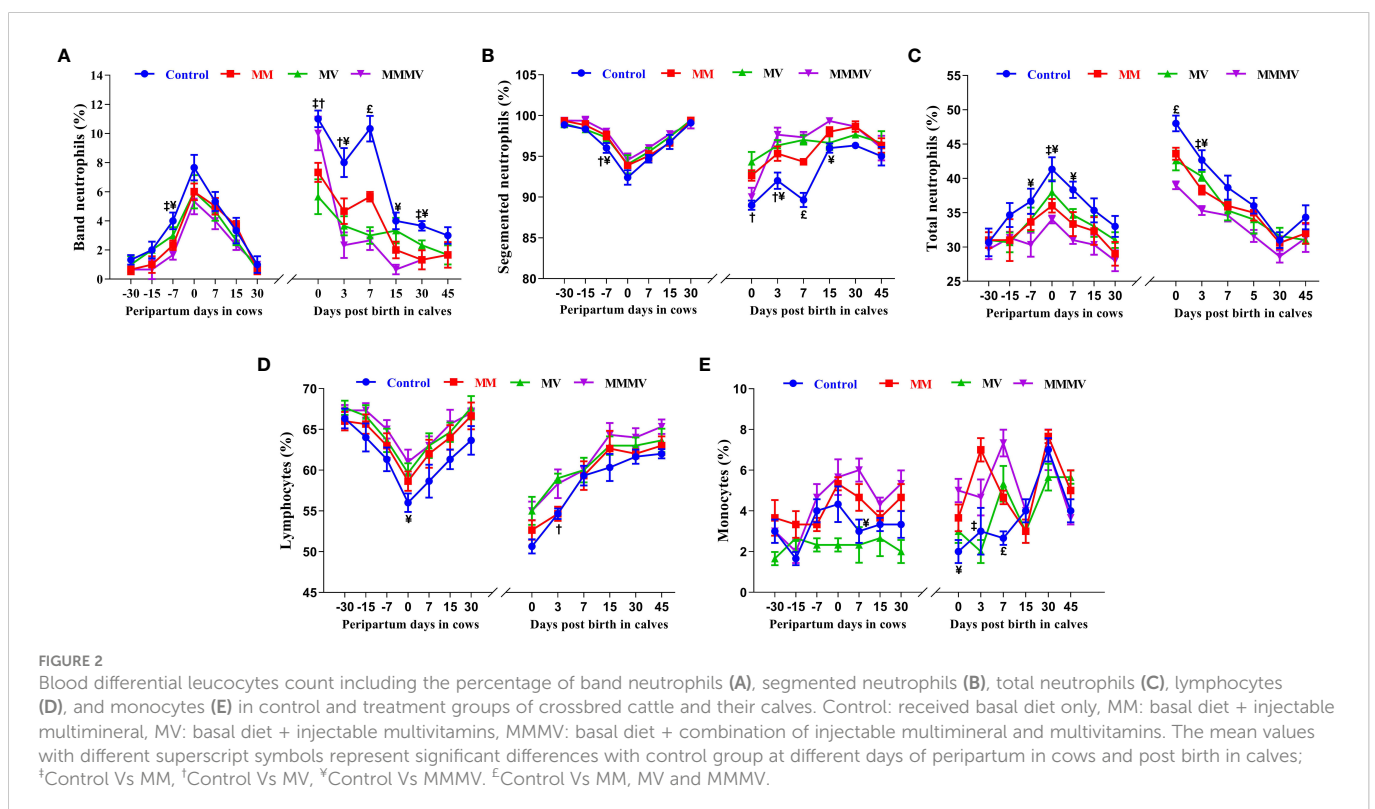 A
Control MM MV MMMV
Band neutrophils (%)
14
12
10
8
6
4
2
0
‡¥
‡†
†¥
£
¥
‡¥
-30 -15 -7 0 7 15 30
0 3 7 15 30 45
Peripartum days in cows
Days post birth in calves
B
Control MM MV MMMV
Segmented neutrophils (%)
105
100
95
90
85
80
†¥
†
†¥
£
¥
-30 -15 -7 0 7 15 30
0 3 7 15 30 45
Peripartum days in cows
Days post birth in calves
C
Control MM MV MMMV
Total neutrophils (%)
55
50
45
40
35
30
25
¥
‡¥
¥
£
‡¥
-30 -15 -7 0 7 15 30
0 3 7 5 30 45
Peripartum days in cows
Days post birth in calves
D
Control MM MV MMMV
Lymphocytes (%)
70
65
60
55
50
45
¥
†
-30 -15 -7 0 7 15 30
0 3 7 15 30 45
Peripartum days in cows
Days post birth in calves
E
Control MM MV MMMV
Monocytes (%)
10
8
6
4
2
0
¥
¥
‡
£
-30 -15 -7 0 7 15 30
0 3 7 15 30 45
Peripartum days in cows
Days post birth in calves
FIGURE 2
Blood differential leucocytes count including the percentage of band neutrophils (A), segmented neutrophils (B), total neutrophils (C), lymphocytes
(D), and monocytes (E) in control and treatment groups of crossbred cattle and their calves. Control: received basal diet only, MM: basal diet + injectable
multimineral, MV: basal diet + injectable multivitamins, MMMV: basal diet + combination of injectable multimineral and multivitamins. The mean values
with different superscript symbols represent significant differences with control group at different days of peripartum in cows and post birth in calves;
‡Control Vs MM, †Control Vs MV, ¥Control Vs MMMV. £Control Vs MM, MV and MMMV.